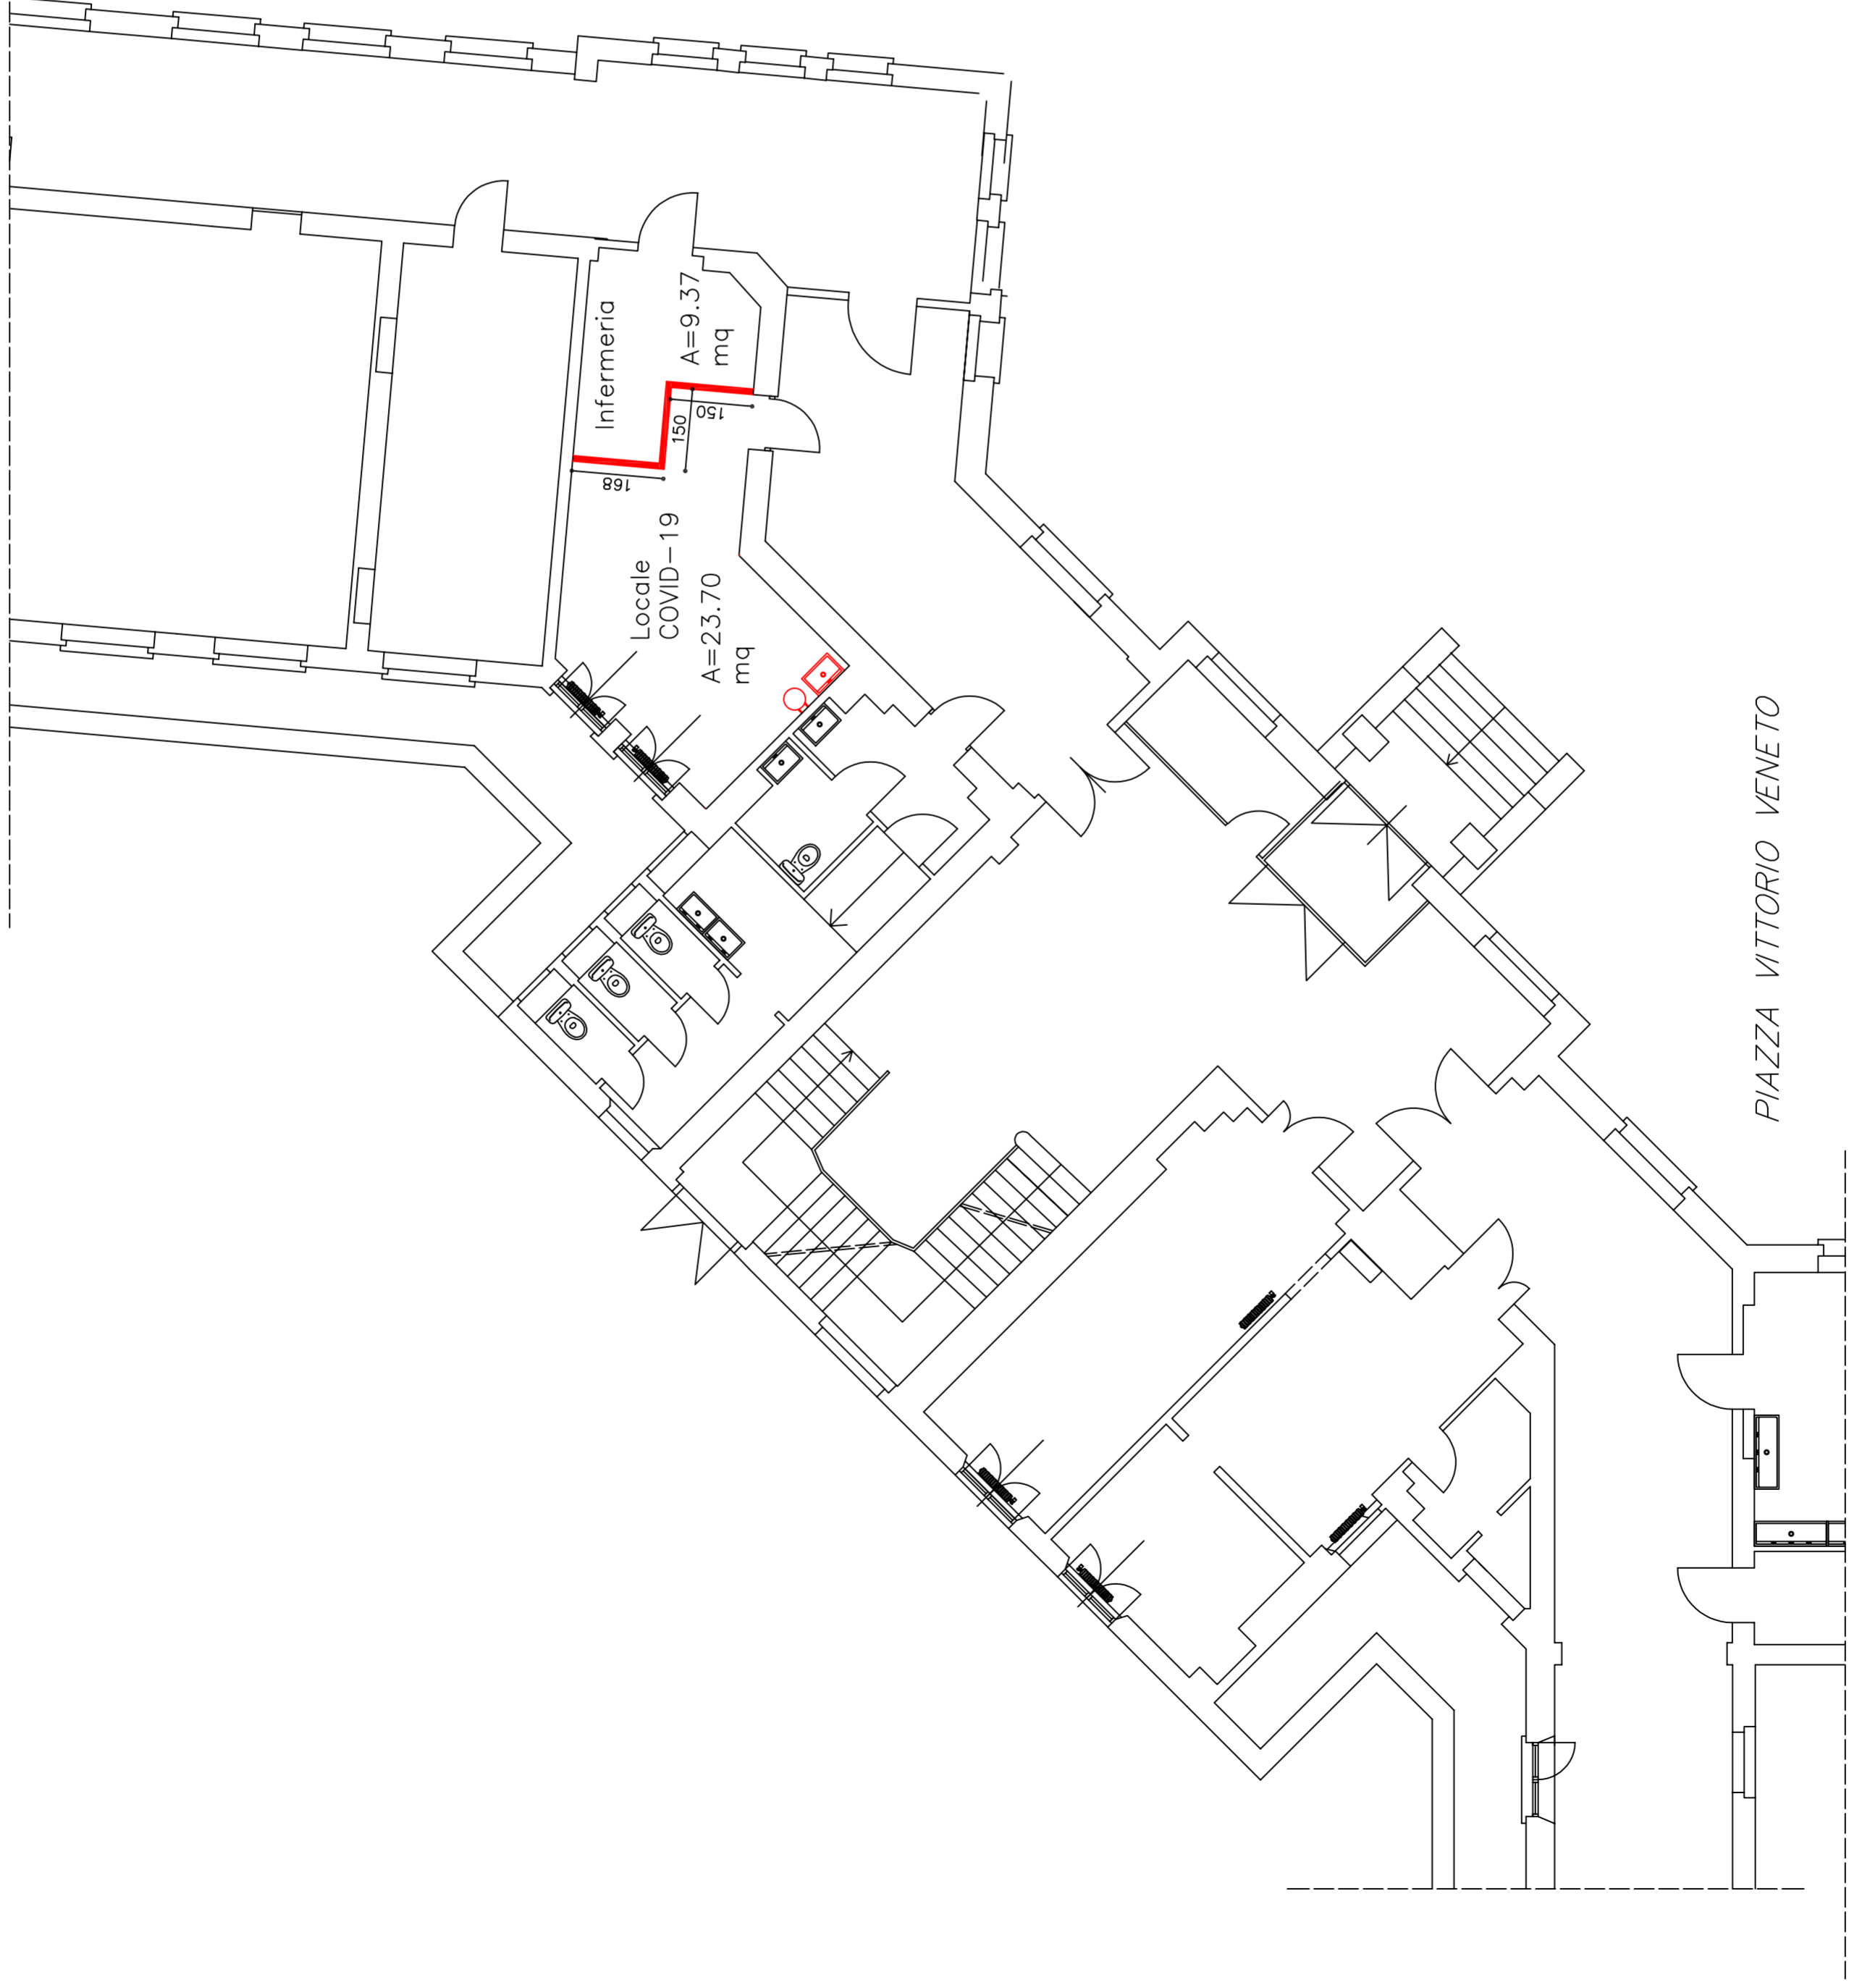 Infermeria
A=9.37
mq
150
150
168
Locale
COVID-19
A=23.70
mq
PIAZZA VITTORIO VENETO